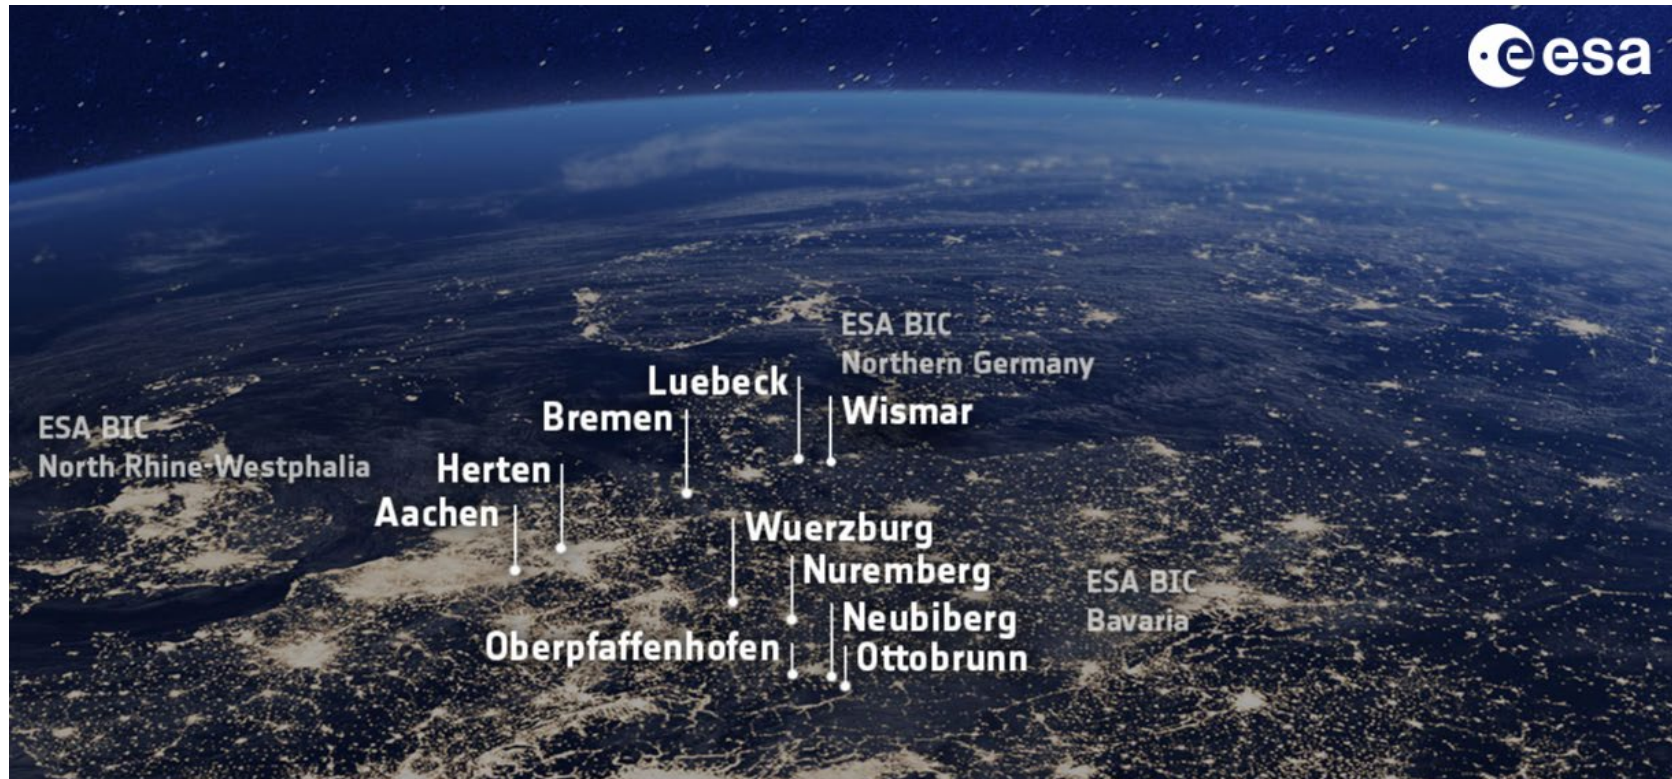 esa
ESA BIC
Northern Germany
Luebeck
Bremen
Wismar
ESA BIC
North Rhine-Westphalia
Herten
Aachen
Wuerzburg
Nuremberg
ESA BIC
Bavaria
Neubiberg
Oberpfaffenhofen
Ottobrunn